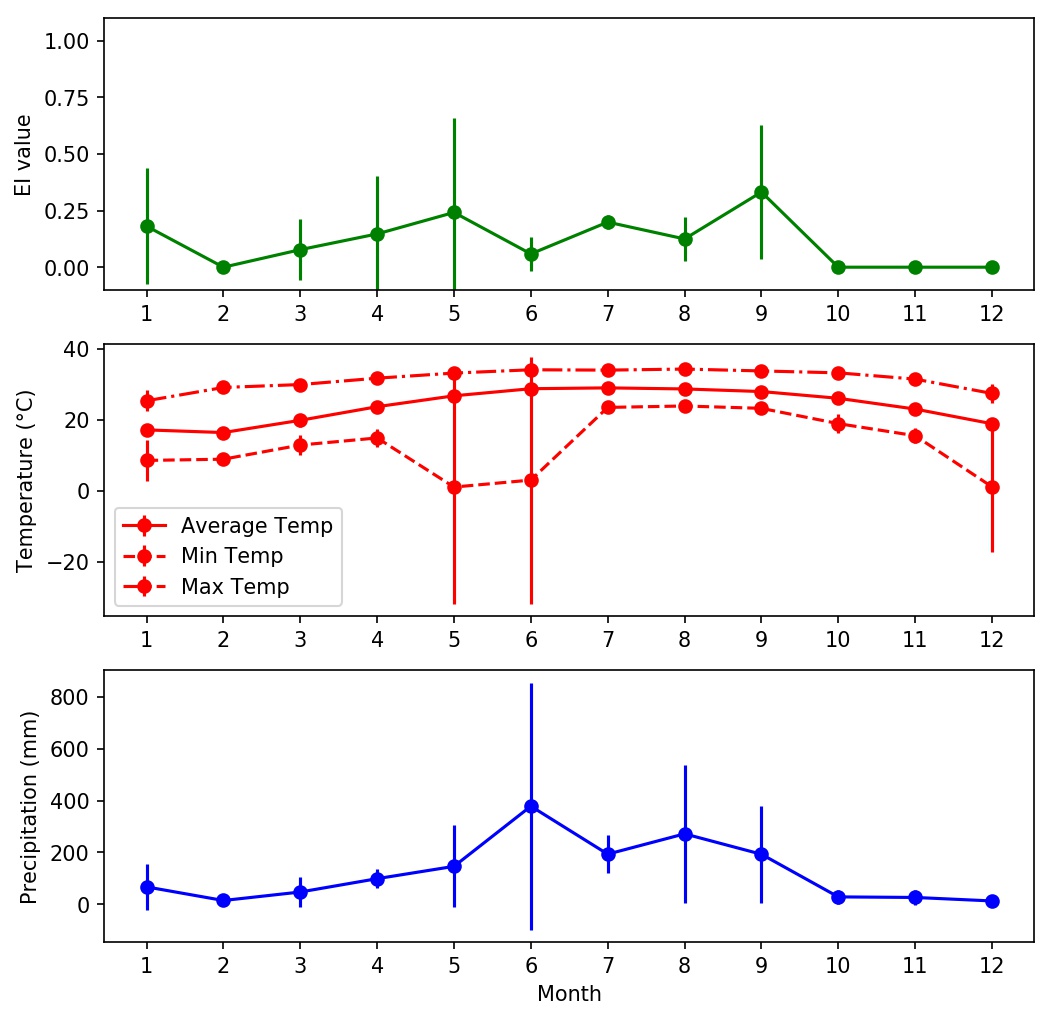 EI value
1.00
0.75
0.50
0.25
0.00
1 2 3 4 5 6 7 8 9 10 11 12
Temperature (°C)
40
20
0
−20
Average Temp
Min Temp
Max Temp
1 2 3 4 5 6 7 8 9 10 11 12
Precipitation (mm)
800
600
400
200
0
1 2 3 4 5 6 7 8 9 10 11 12
Month